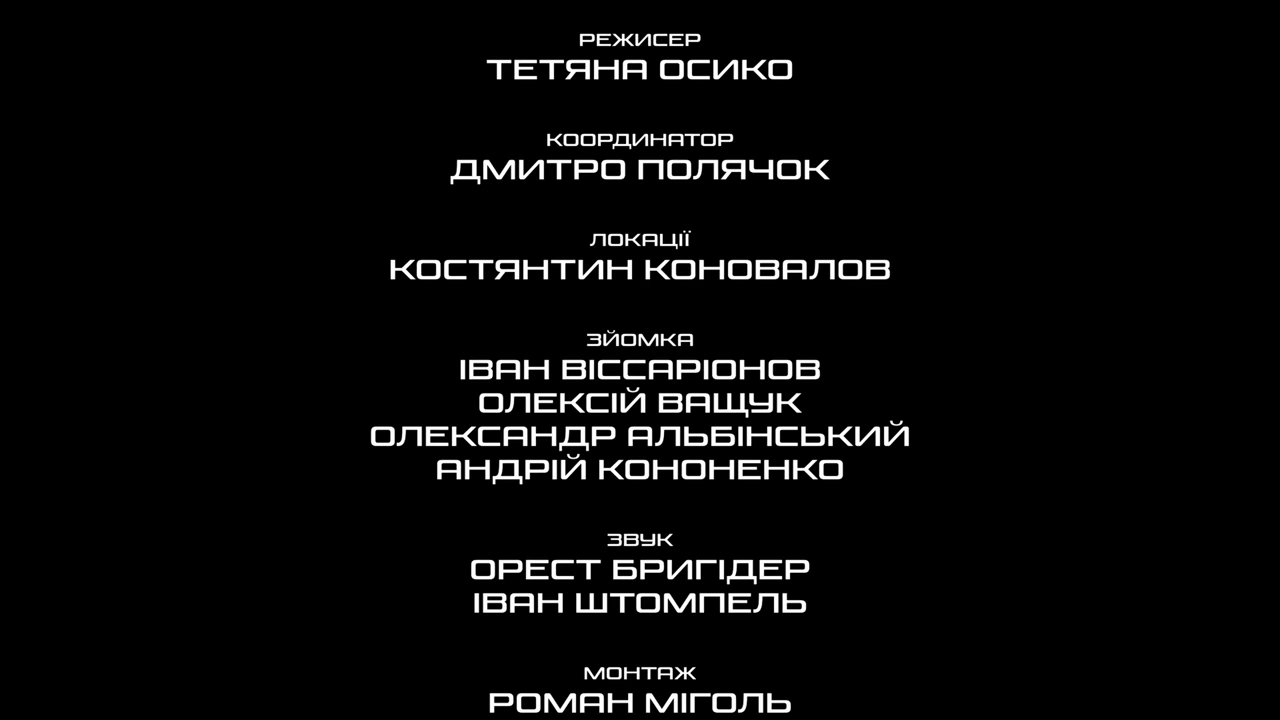 РЕЖИСЕР
ТЕТЯНА ОСИКО
КООРДИНАТОР
ДМИТРО ПОЛЯЧОК
ЛОКАЦІЇ
КОСТЯНТИН КОНОВАЛОВ
ЗЙОМКА
ІВАН ВІССАРІОНОВ
ОЛЕКСІЙ ВАЩУК
ОЛЕКСАНДР АЛЬБІНСЬКИЙ
АНДРІЙ КОНОНЕНКО
ЗВУК
ОРЕСТ БРИГІДЕР
ІВАН ШТОМПЕЛЬ
МОНТАЖ
РОМАН МІГОЛЬ